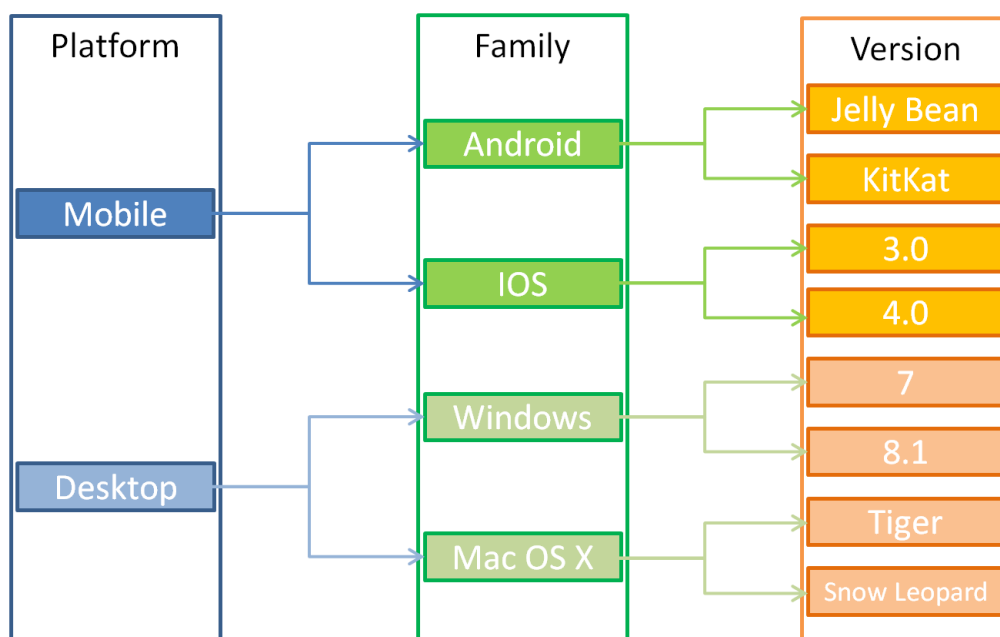 Platform
Family
Version
Mobile
Desktop
Android
IOS
Windows
Mac OS X
Jelly Bean
KitKat
3.0
4.0
7
8.1
Tiger
Snow Leopard